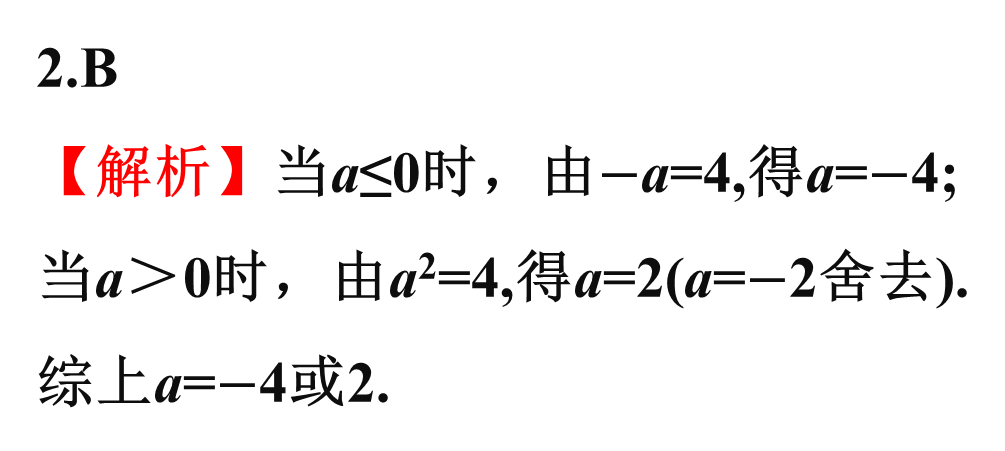 2.B
【解析】当a≤0时，由−a=4,得a=−4;
当a＞0时，由a²=4,得a=2(a=−2舍去).
综上a=−4或2.